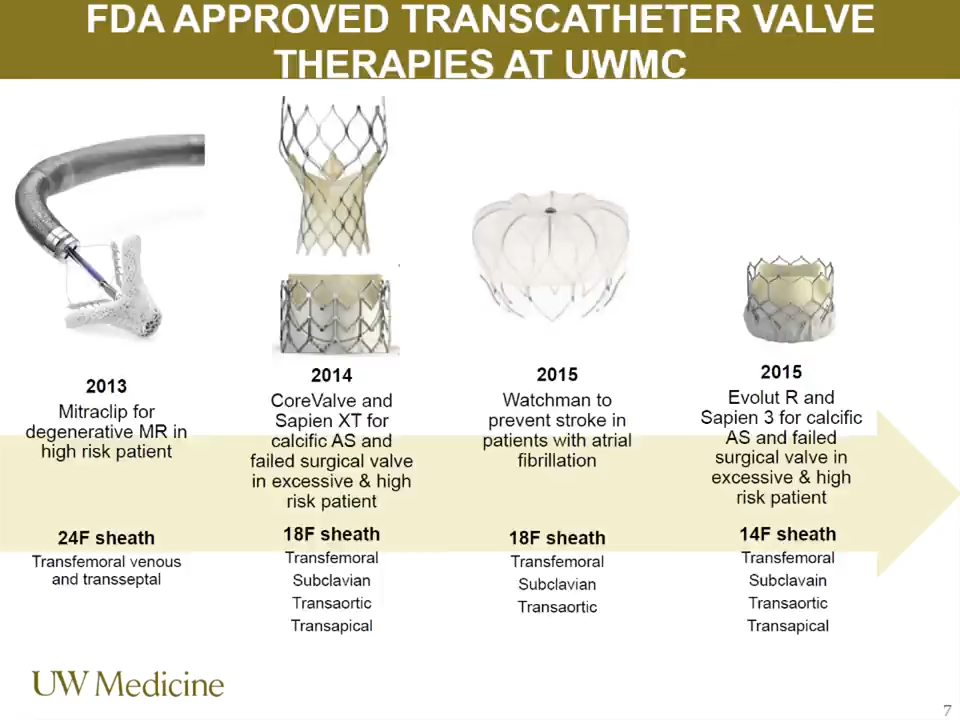 FDA APPROVED TRANSCATHETER VALVE
THERAPIES AT UWMC
2013
Mitraclip for
degenerative MR in
high risk patient
24F sheath
Transfemoral venous
and transseptal
2014
CoreValve and
Sapien XT for
calcific AS and
failed surgical valve
in excessive & high
risk patient
18F sheath
Transfemoral
Subclavian
Transaortic
Transapical
2015
Watchman to
prevent stroke in
patients with atrial
fibrillation
18F sheath
Transfemoral
Subclavian
Transaortic
2015
Evolut R and
Sapien 3 for calcific
AS and failed
surgical valve in
excessive & high
risk patient
14F sheath
Transfemoral
Subclavain
Transaortic
Transapical
UW Medicine
7